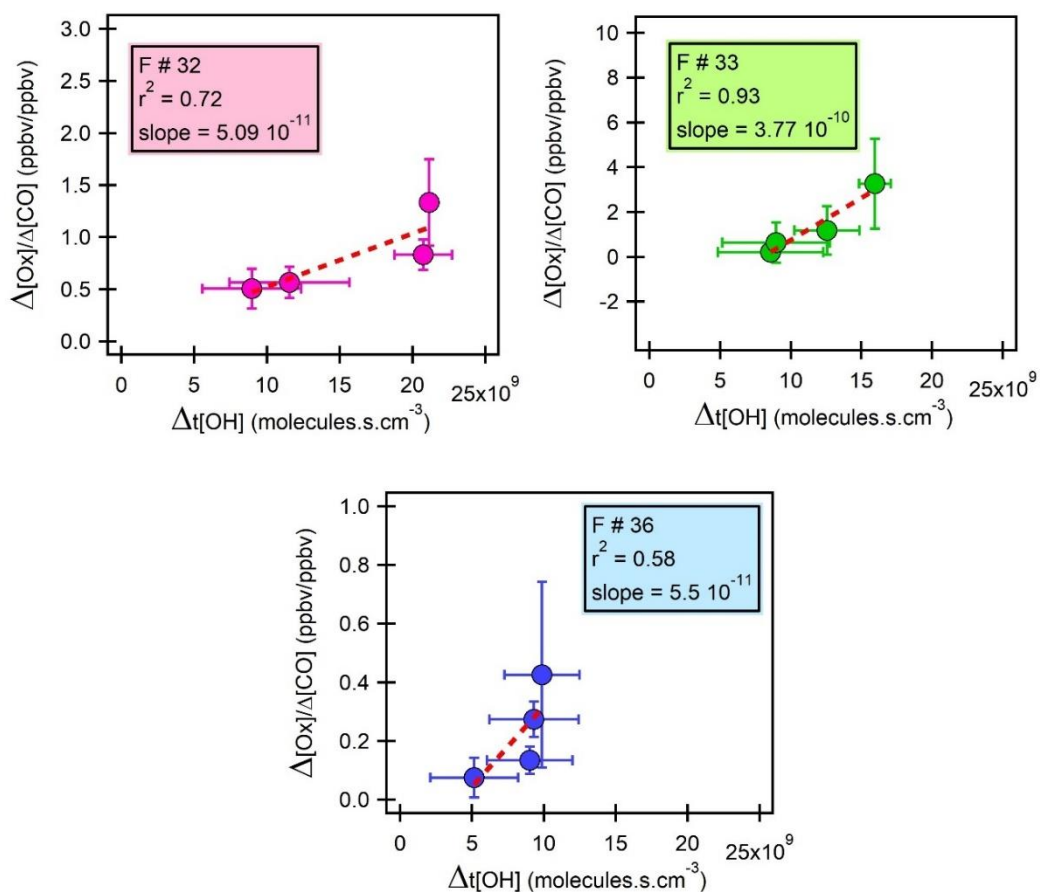 3.0
2.5
2.0
1.5
1.0
0.5
0.0
Δ[Ox]/Δ[CO] (ppbv/ppbv)
F # 32
r² = 0.72
slope = 5.09 10⁻¹¹
0 5 10 15 20 25x10⁹
Δt[OH] (molecules.s.cm⁻³)
10
8
6
4
2
0
-2
Δ[Ox]/Δ[CO] (ppbv/ppbv)
F # 33
r² = 0.93
slope = 3.77 10⁻¹⁰
0 5 10 15 20 25x10⁹
Δt[OH] (molecules.s.cm⁻³)
1.0
0.8
0.6
0.4
0.2
0.0
Δ[Ox]/Δ[CO] (ppbv/ppbv)
F # 36
r² = 0.58
slope = 5.5 10⁻¹¹
0 5 10 15 20 25x10⁹
Δt[OH] (molecules.s.cm⁻³)